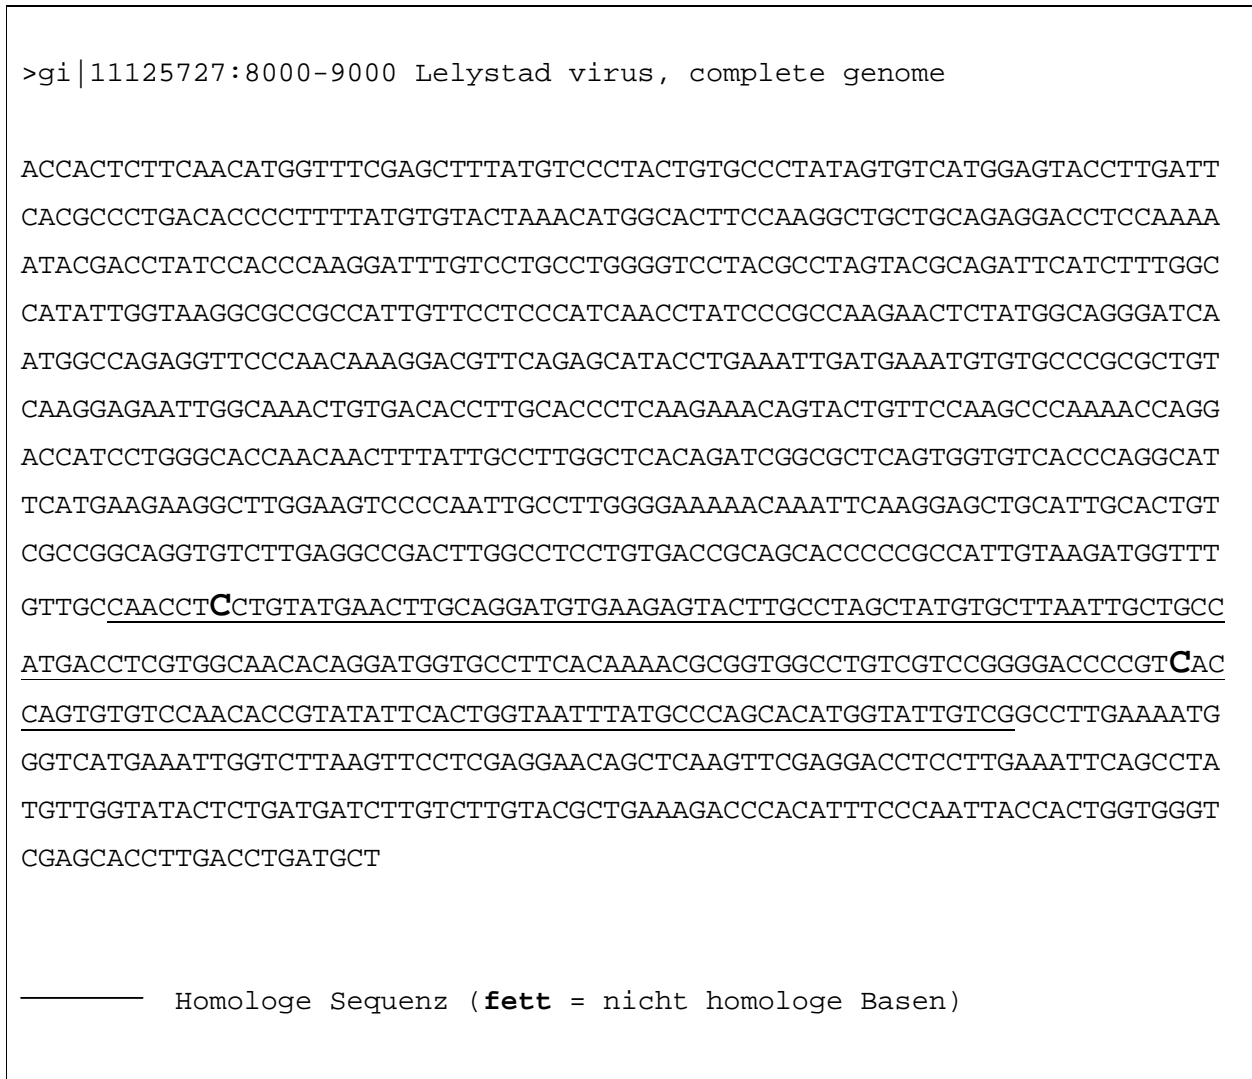 >gi|11125727:8000-9000 Lelystad virus, complete genome
ACCACTCTTCAACATGGTTTCGAGCTTTATGTCCCTACTGTGCCCTATAGTGTCATGGAGTACCTTGATT
CACGCCCTGACACCCCTTTTATGTGTACTAAACATGGCACTTCCAAGGCTGCTGCAGAGGACCTCCAAAA
ATACGACCTATCCACCCAAGGATTTGTCCTGCCTGGGGTCCTACGCCTAGTACGCAGATTCATCTTTGGC
CATATTGGTAAGGCGCCGCCATTGTTCCTCCCATCAACCTATCCCGCCAAGAACTCTATGGCAGGGATCA
ATGGCCAGAGGTTCCCAACAAAGGACGTTCAGAGCATACCTGAAATTGATGAAATGTGTGCCCGCGCTGT
CAAGGAGAATTGGCAAACTGTGACACCTTGCACCCTCAAGAAACAGTACTGTTCCAAGCCCAAAACCAGG
ACCATCCTGGGCACCAACAACTTTATTGCCTTGGCTCACAGATCGGCGCTCAGTGGTGTCACCCAGGCAT
TCATGAAGAAGGCTTGGAAGTCCCCAATTGCCTTGGGGAAAAACAAATTCAAGGAGCTGCATTGCACTGT
CGCCGGCAGGTGTCTTGAGGCCGACTTGGCCTCCTGTGACCGCAGCACCCCCGCCATTGTAAGATGGTTT
GTTGCCAACCTCCTGTATGAACTTGCAGGATGTGAAGAGTACTTGCCTAGCTATGTGCTTAATTGCTGCC
ATGACCTCGTGGCAACACAGGATGGTGCCTTCACAAAACGCGGTGGCCTGTCGTCCGGGGACCCCGTCAC
CAGTGTGTCCAACACCGTATATTCACTGGTAATTTATGCCCAGCACATGGTATTGTCGGCCTTGAAAATG
GGTCATGAAATTGGTCTTAAGTTCCTCGAGGAACAGCTCAAGTTCGAGGACCTCCTTGAAATTCAGCCTA
TGTTGGTATACTCTGATGATCTTGTCTTGTACGCTGAAAGACCCACATTTCCCAATTACCACTGGTGGGT
CGAGCACCTTGACCTGATGCT
Homologe Sequenz (fett = nicht homologe Basen)